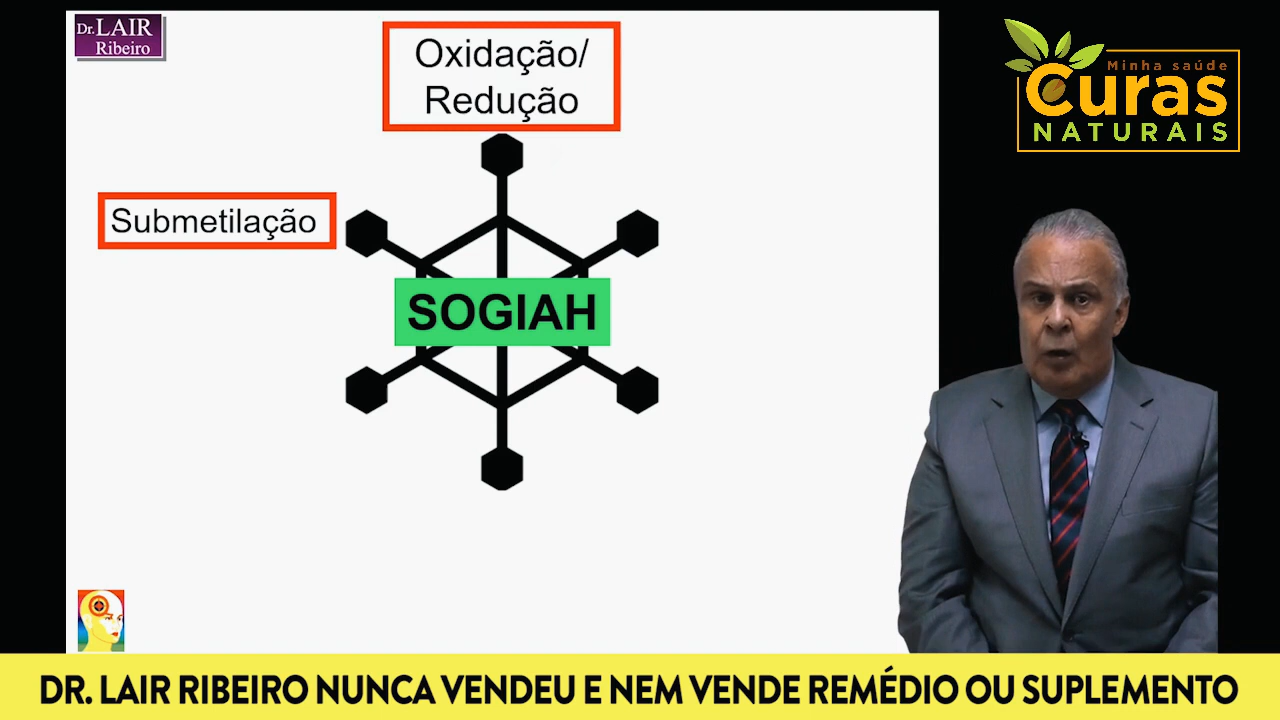 Dr. LAIR
Ribeiro
Oxidação/
Redução
Submetilação
SOGIAH
Minha saúde
Curas
NATURAIS
DR. LAIR RIBEIRO NUNCA VENDEU E NEM VENDE REMÉDIO OU SUPLEMENTO